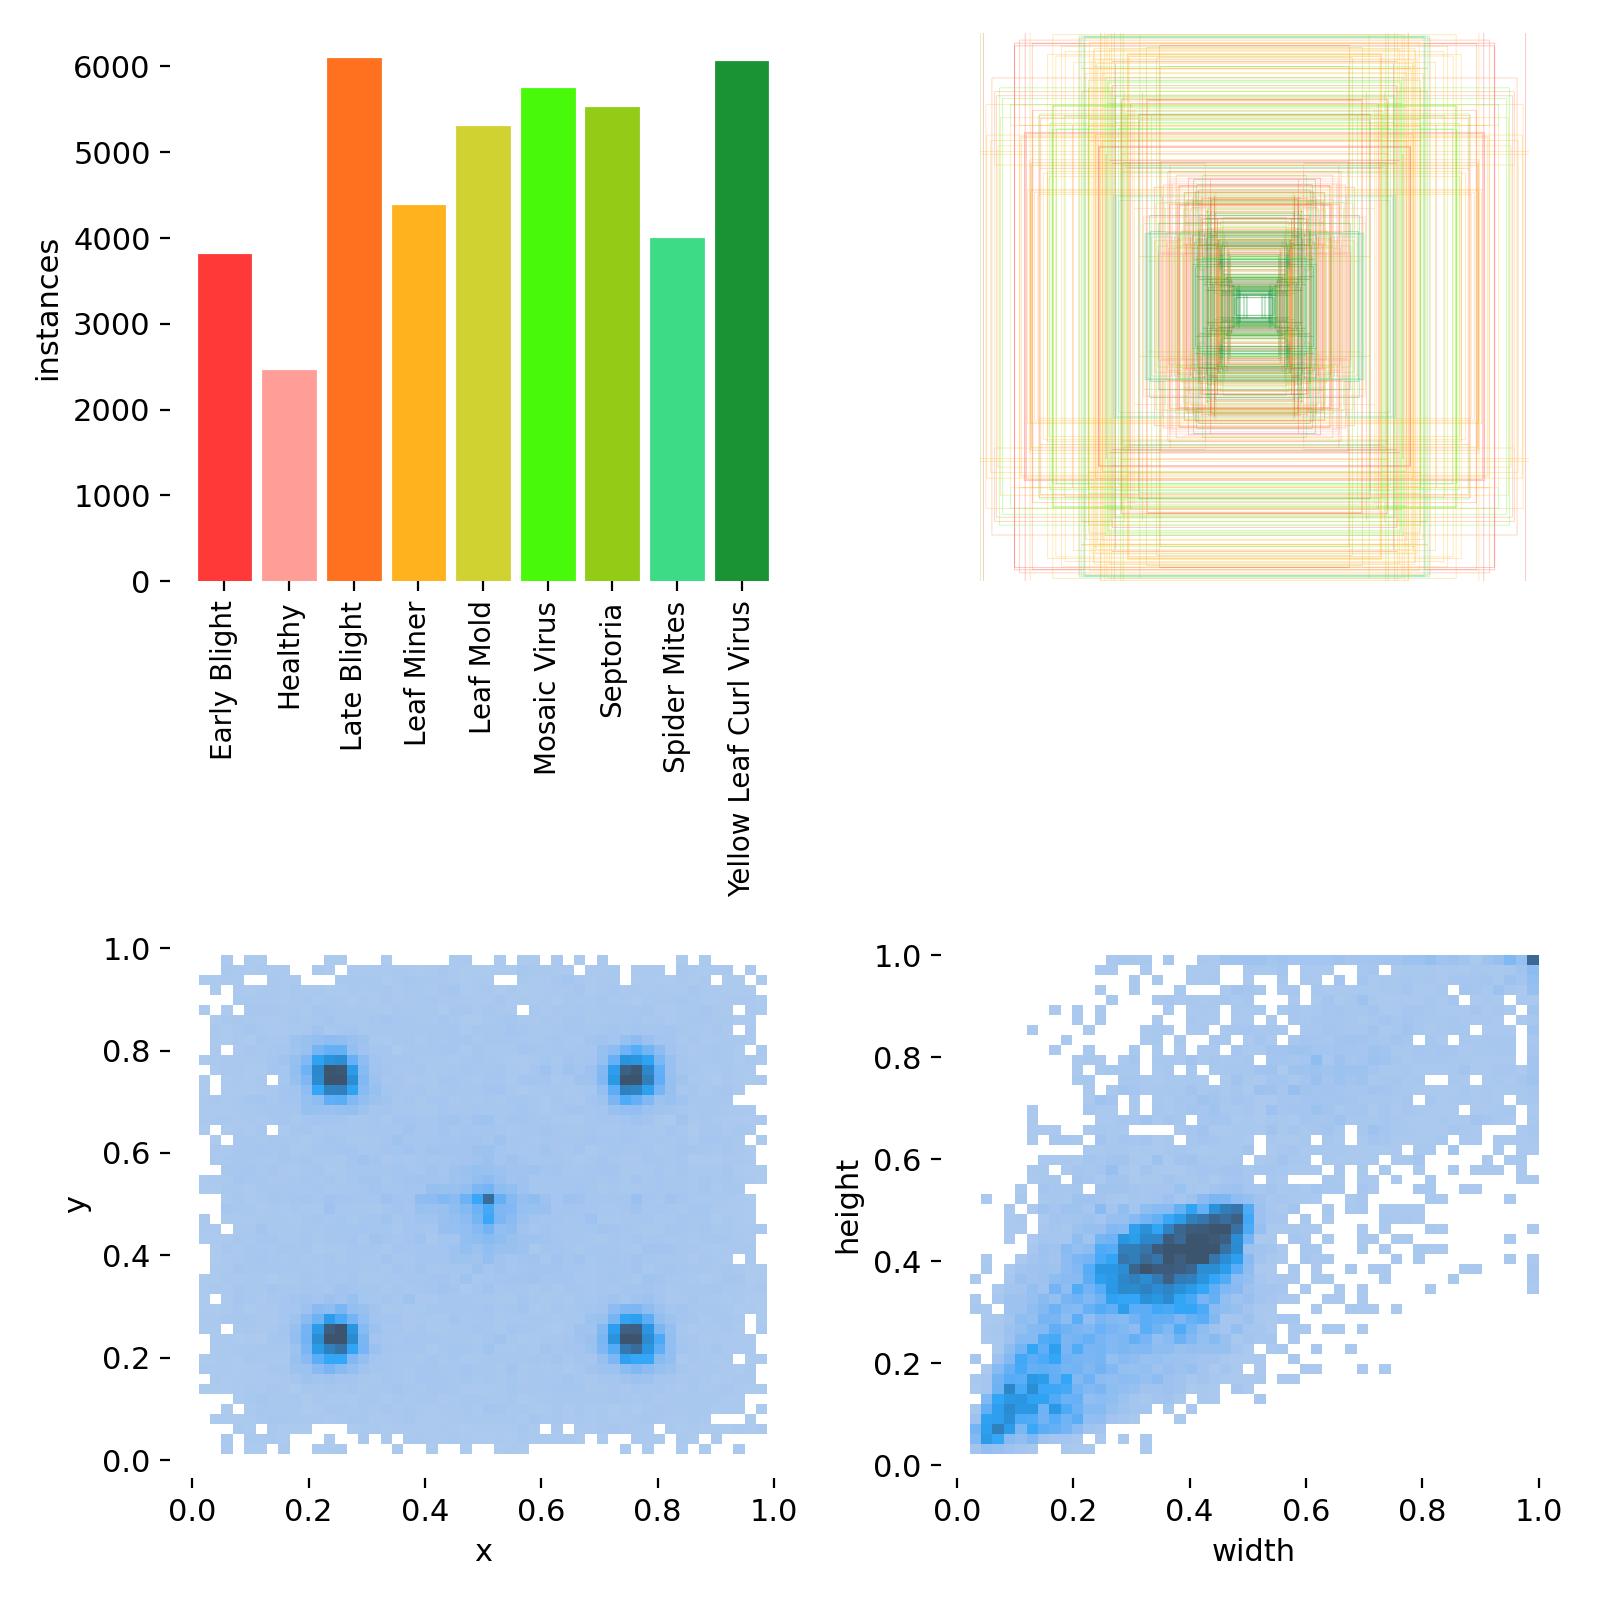 instances
6000
5000
4000
3000
2000
1000
0
Early Blight
Healthy
Late Blight
Leaf Miner
Leaf Mold
Mosaic Virus
Septoria
Spider Mites
Yellow Leaf Curl Virus
y
1.0
0.8
0.6
0.4
0.2
0.0
0.0 0.2 0.4 0.6 0.8 1.0
x
height
1.0
0.8
0.6
0.4
0.2
0.0
0.0 0.2 0.4 0.6 0.8 1.0
width